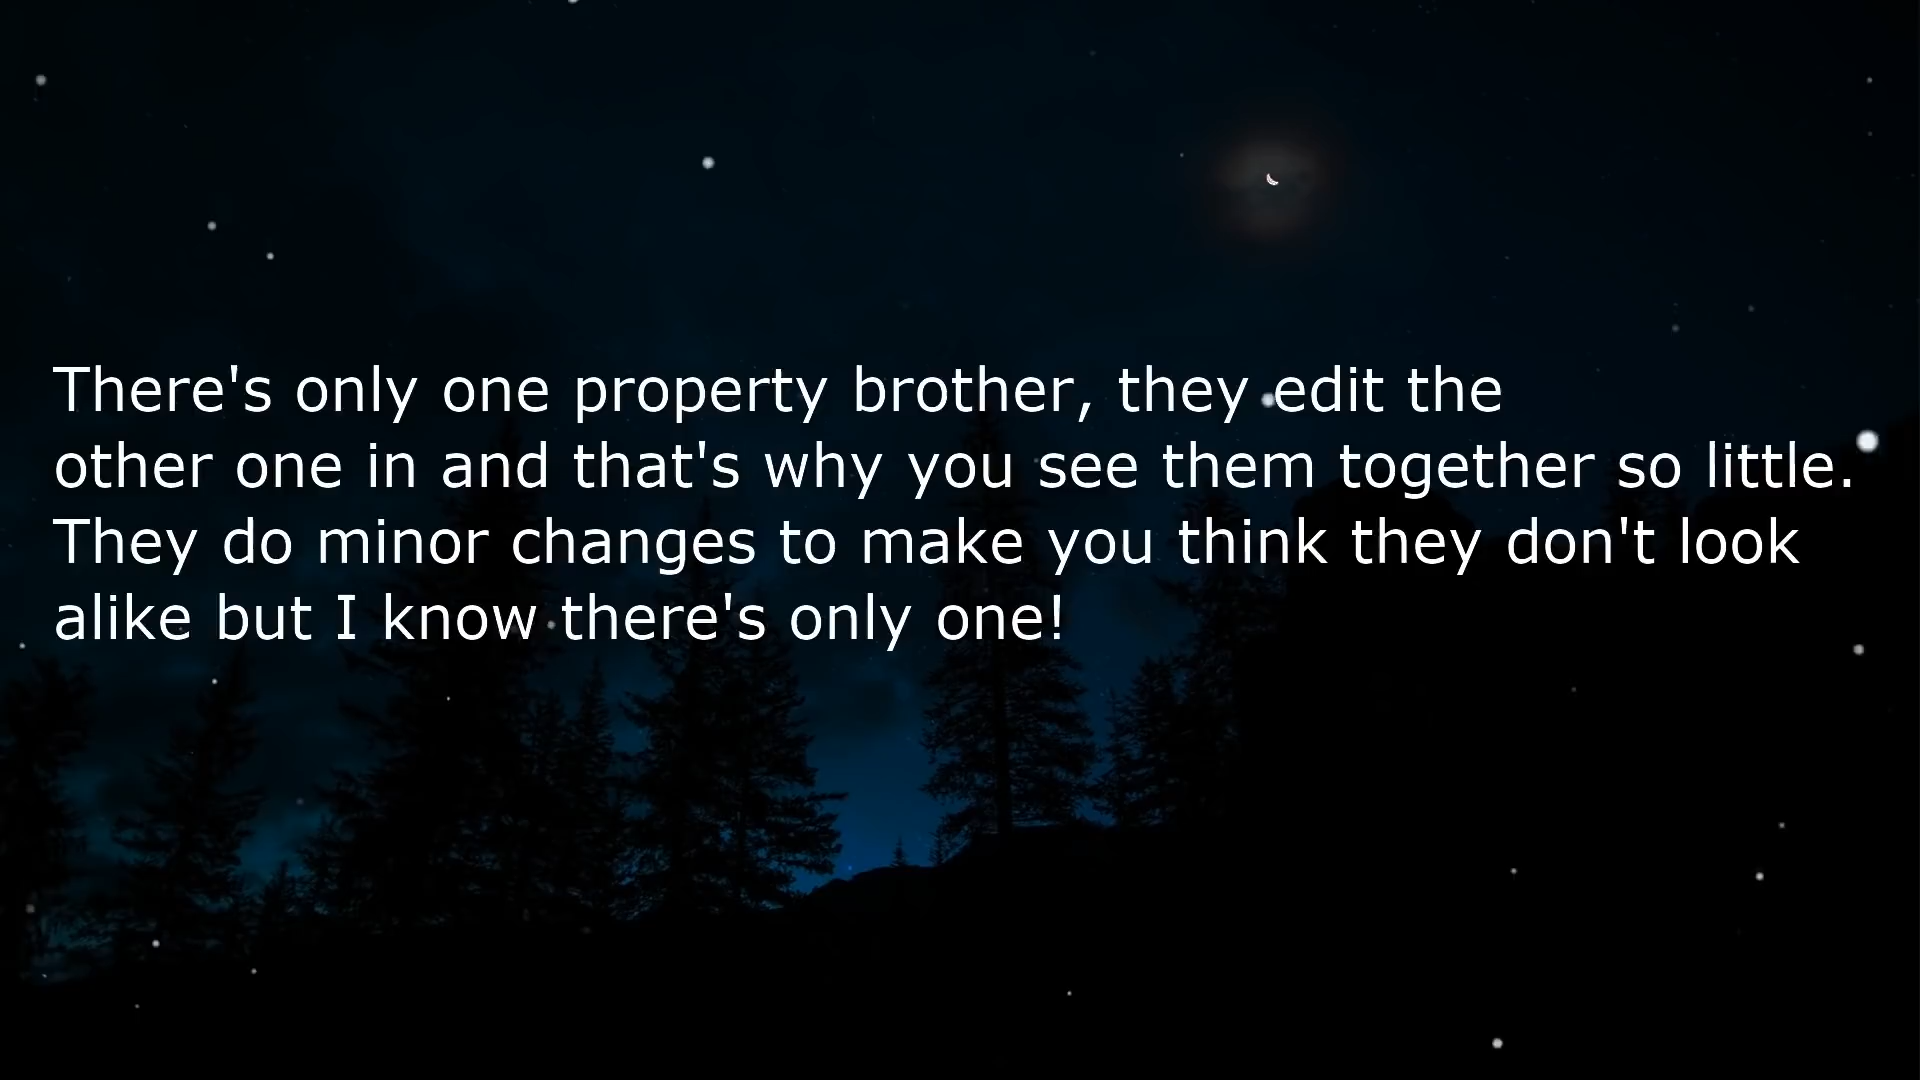 There's only one property brother, they edit the
other one in and that's why you see them together so little.
They do minor changes to make you think they don't look
alike but I know there's only one!